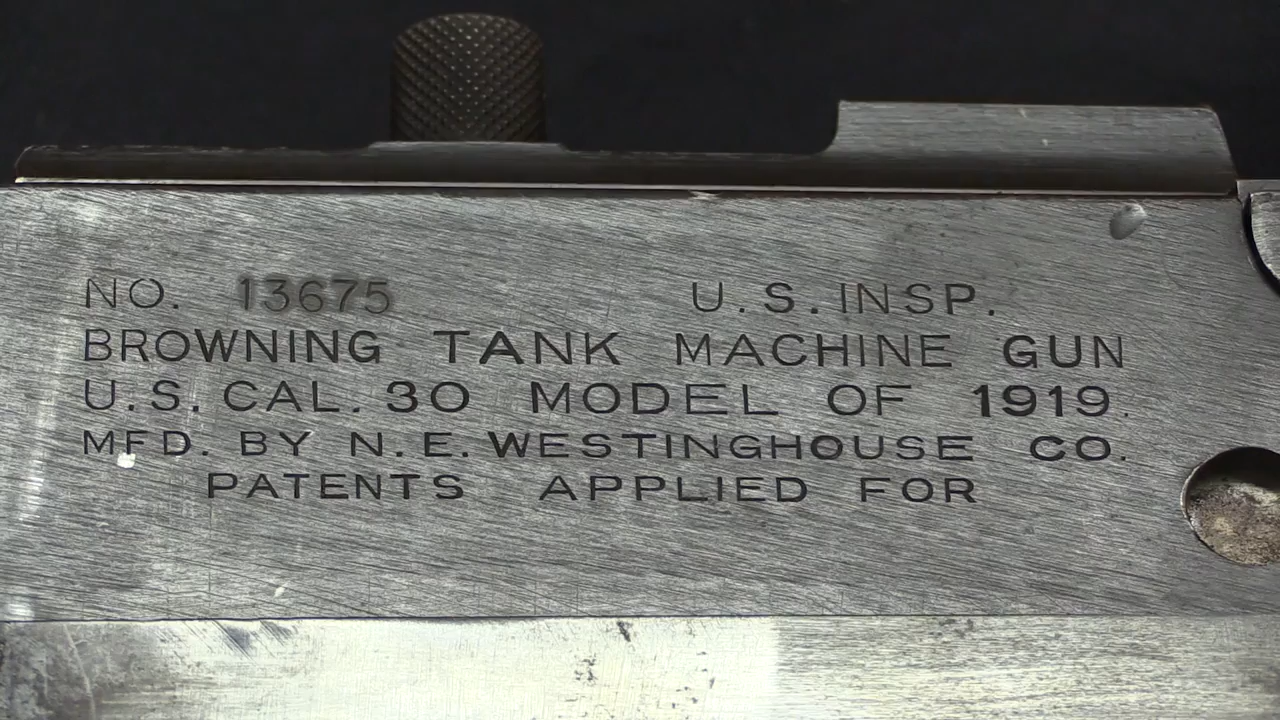 NO. 13675 U.S.INSP.
BROWNING TANK MACHINE GUN
U.S. CAL. 30 MODEL OF 1919.
MFD. BY N.E. WESTINGHOUSE CO.
PATENTS APPLIED FOR